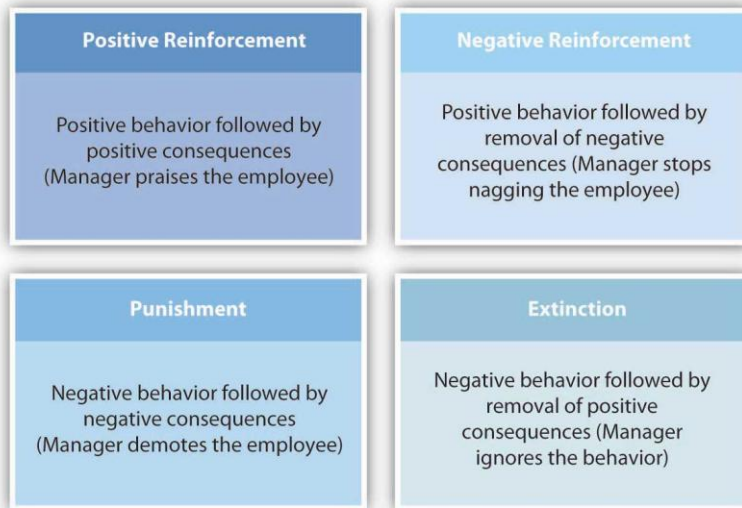 Positive Reinforcement
Positive behavior followed by
positive consequences
(Manager praises the employee)
Negative Reinforcement
Positive behavior followed by
removal of negative
consequences (Manager stops
nagging the employee)
Punishment
Negative behavior followed by
negative consequences
(Manager demotes the employee)
Extinction
Negative behavior followed by
removal of positive
consequences (Manager
ignores the behavior)